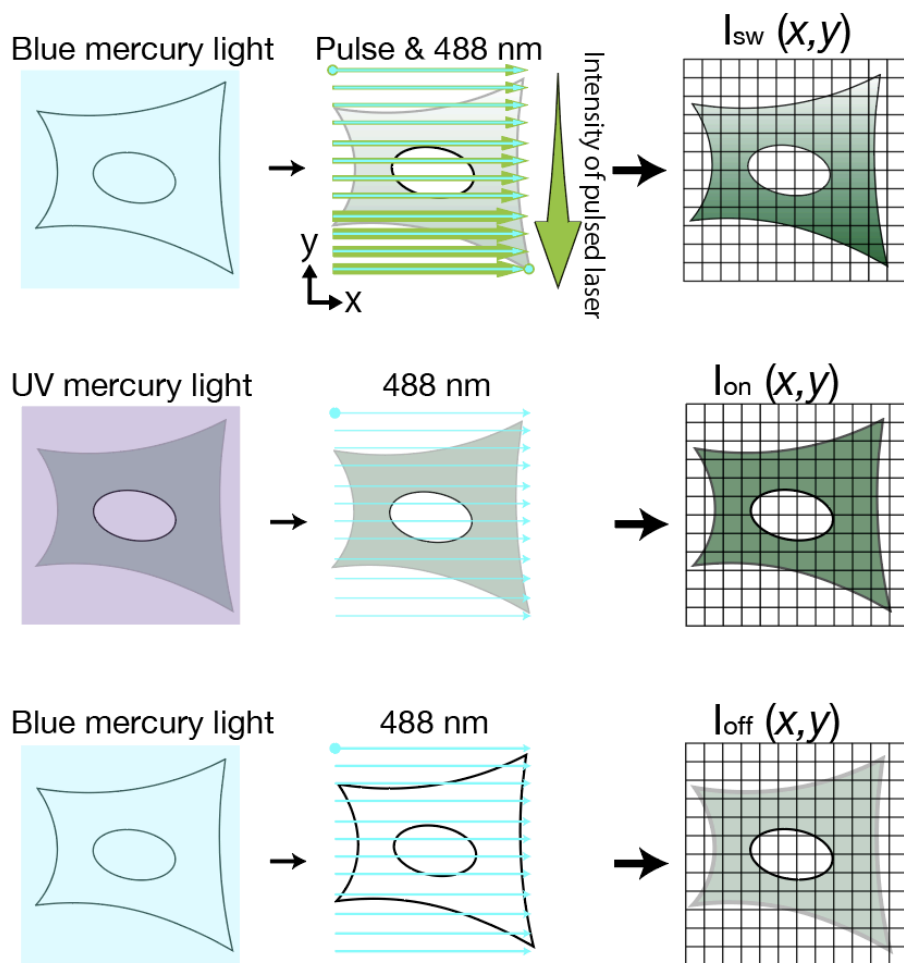 Blue mercury light
Pulse & 488 nm
Isw (x,y)
Intensity of pulsed laser
y
x
UV mercury light
488 nm
Ion (x,y)
Blue mercury light
488 nm
Ioff (x,y)